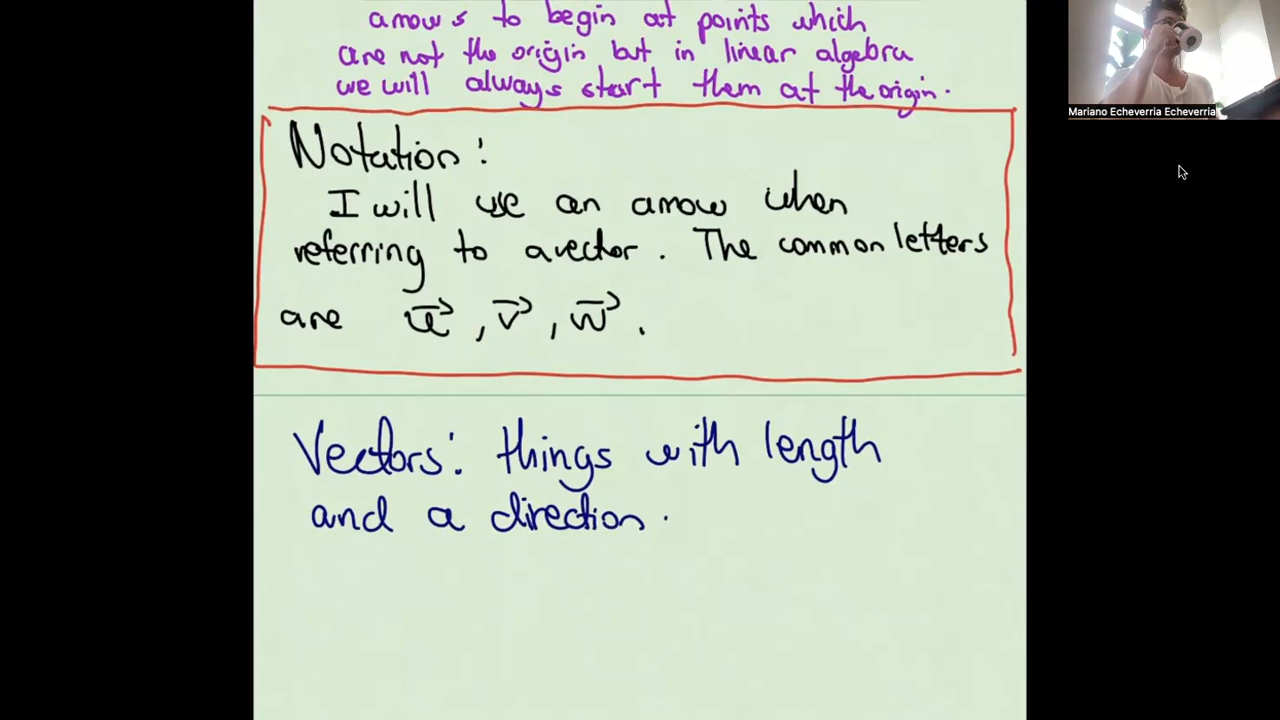 arrows to begin at points which
are not the origin but in linear algebra
we will always start them at the origin.
Mariano Echeverria Echeverria
Notation:
I will use an arrow when
referring to a vector. The common letters
are u⃗, v⃗, w⃗.
Vectors: things with length
and a direction.